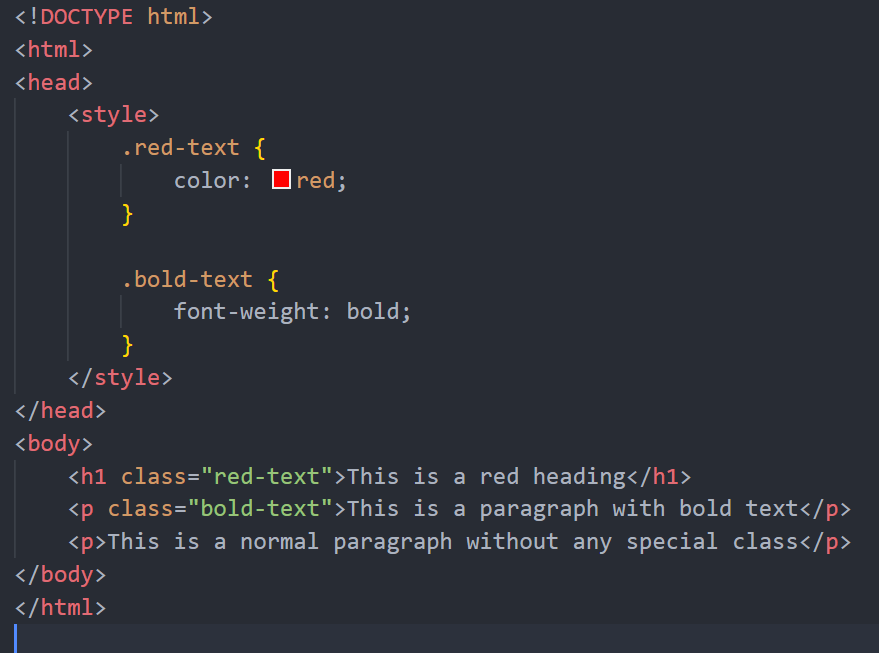 <!DOCTYPE html>
<html>
<head>
    <style>
        .red-text {
            color: red;
        }

        .bold-text {
            font-weight: bold;
        }
    </style>
</head>
<body>
    <h1 class="red-text">This is a red heading</h1>
    <p class="bold-text">This is a paragraph with bold text</p>
    <p>This is a normal paragraph without any special class</p>
</body>
</html>